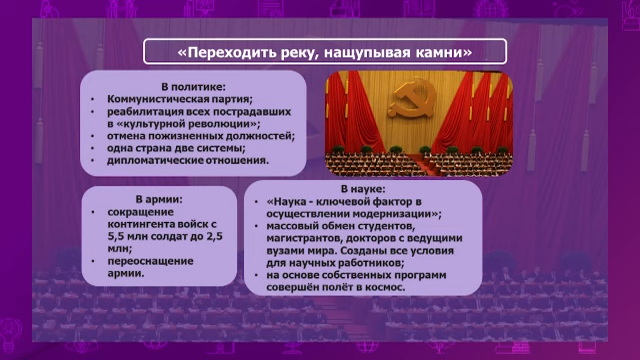 «Переходить реку, нащупывая камни»
В политике:
• Коммунистическая партия;
• реабилитация всех пострадавших
в «культурной революции»;
• отмена пожизненных должностей;
• одна страна две системы;
• дипломатические отношения.
В армии:
• сокращение
контингента войск с
5,5 млн солдат до 2,5
млн;
• переоснащение
армии.
В науке:
• «Наука - ключевой фактор в
осуществлении модернизации»;
• массовый обмен студентов,
магистрантов, докторов с ведущими
вузами мира. Созданы все условия
для научных работников;
• на основе собственных программ
совершён полёт в космос.